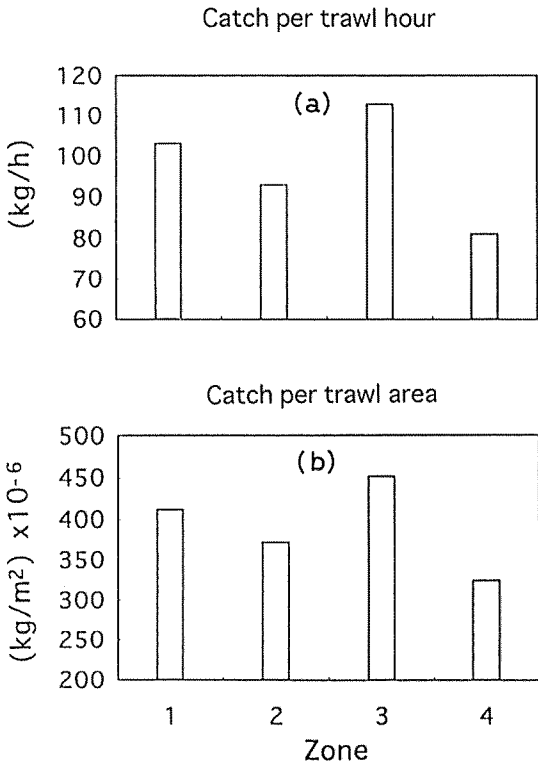 Catch per trawl hour
(a)
(kg/h)
120
110
100
90
80
70
60
Catch per trawl area
(b)
(kg/m²) x10⁻⁶
500
450
400
350
300
250
200
1 2 3 4
Zone